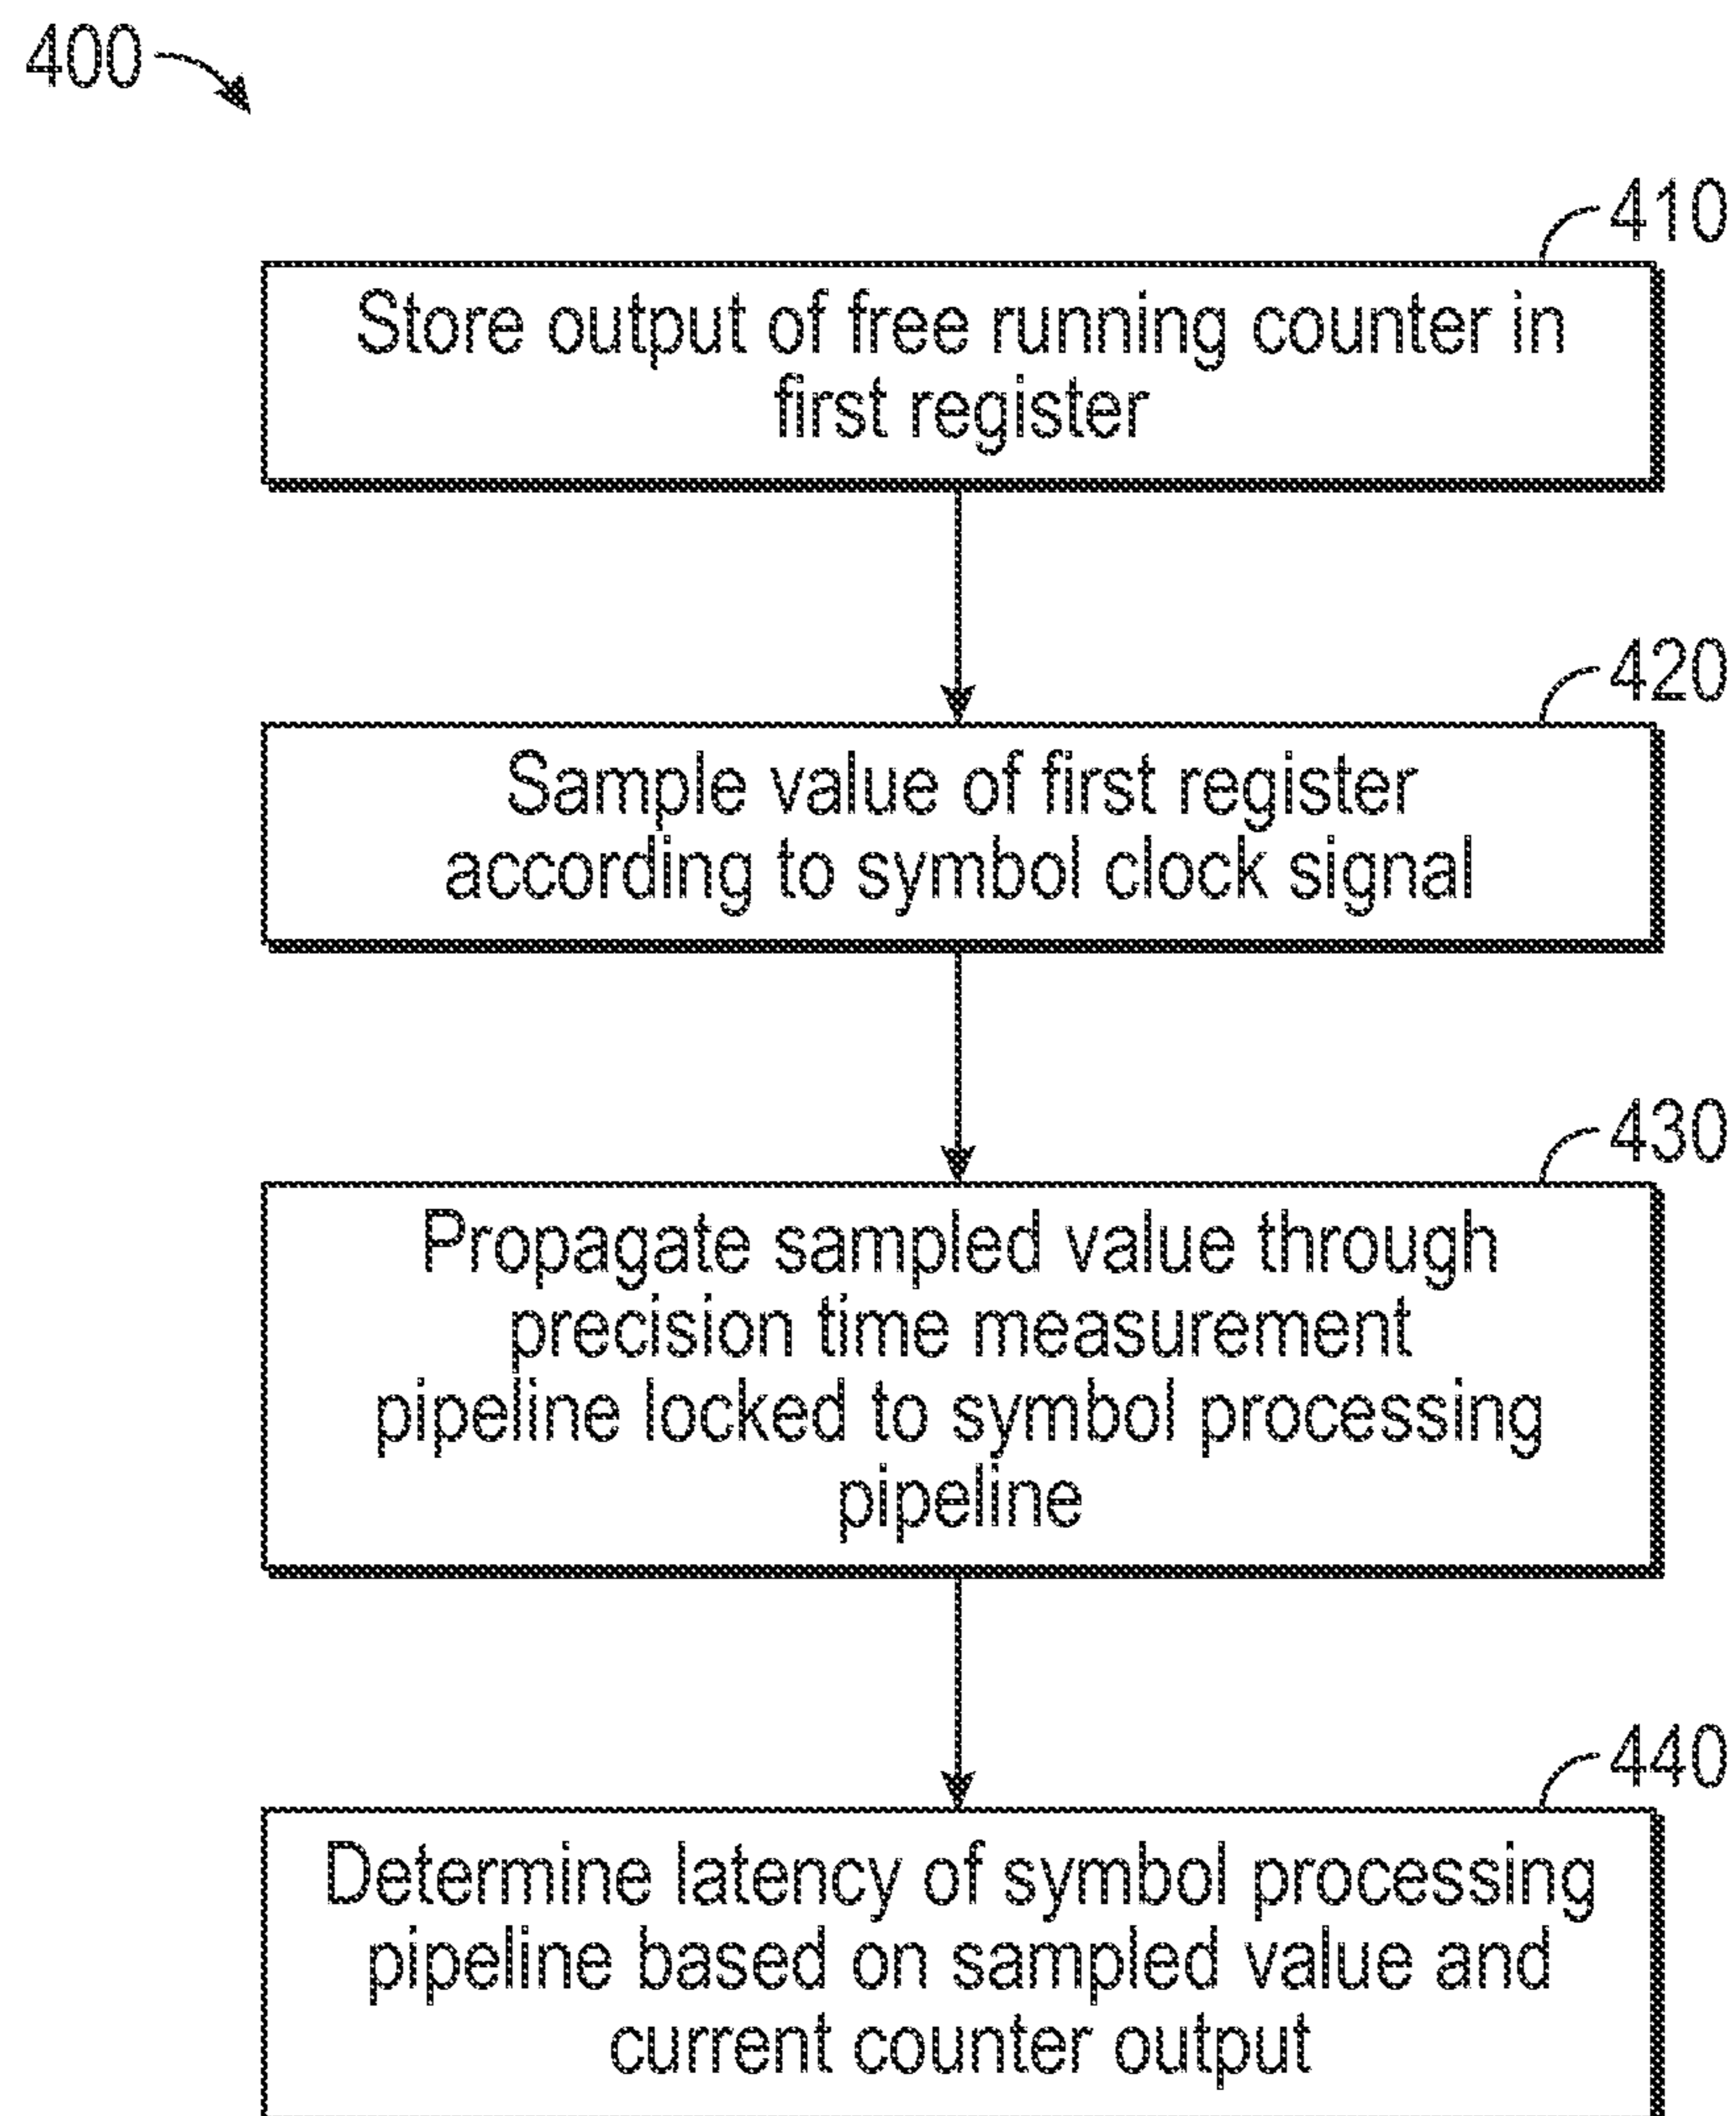 400
410
Store output of free running counter in
first register
420
Sample value of first register
according to symbol clock signal
430
Propagate sampled value through
precision time measurement
pipeline locked to symbol processing
pipeline
440
Determine latency of symbol processing
pipeline based on sampled value and
current counter output